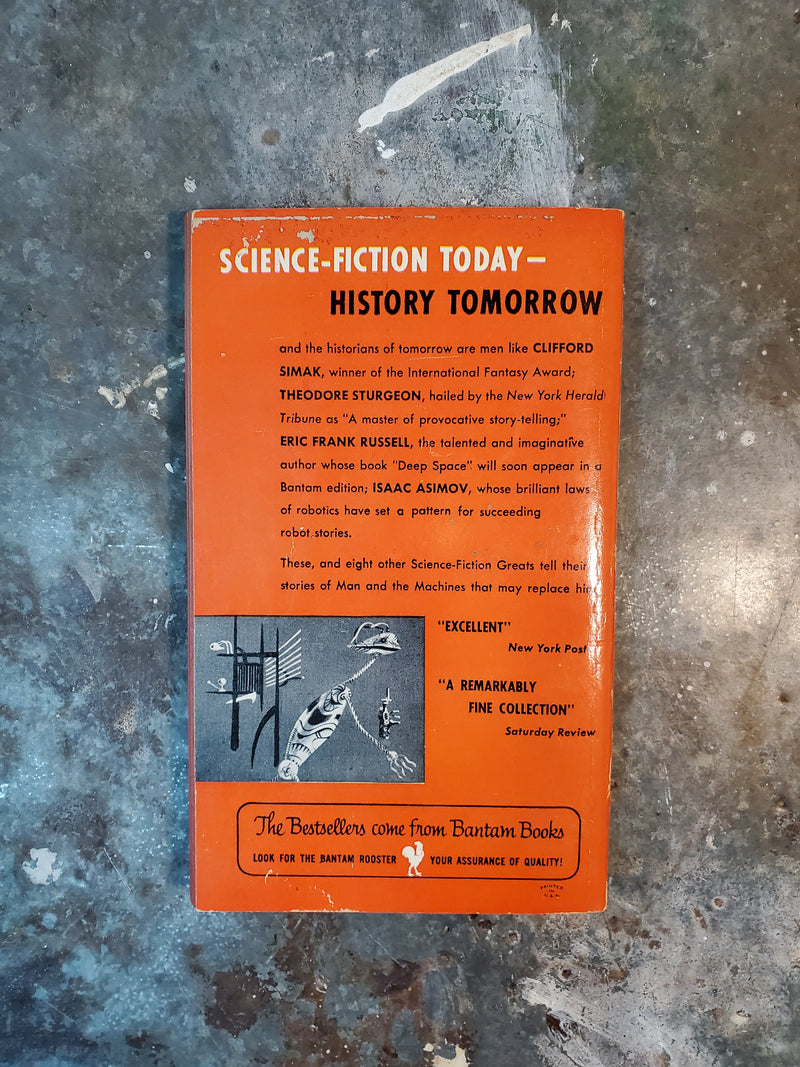 SCIENCE-FICTION TODAY—
HISTORY TOMORROW
and the historians of tomorrow are men like CLIFFORD
SIMAK, winner of the International Fantasy Award;
THEODORE STURGEON, hailed by the New York Herald
Tribune as "A master of provocative story-telling;"
ERIC FRANK RUSSELL, the talented and imaginative
author whose book "Deep Space" will soon appear in a
Bantam edition; ISAAC ASIMOV, whose brilliant laws
of robotics have set a pattern for succeeding
robot stories.
These, and eight other Science-Fiction Greats tell their
stories of Man and the Machines that may replace him
"EXCELLENT"
New York Post
"A REMARKABLY
FINE COLLECTION"
Saturday Review
The Bestsellers come from Bantam Books
LOOK FOR THE BANTAM ROOSTER YOUR ASSURANCE OF QUALITY!
PRINTED
IN
U.S.A.